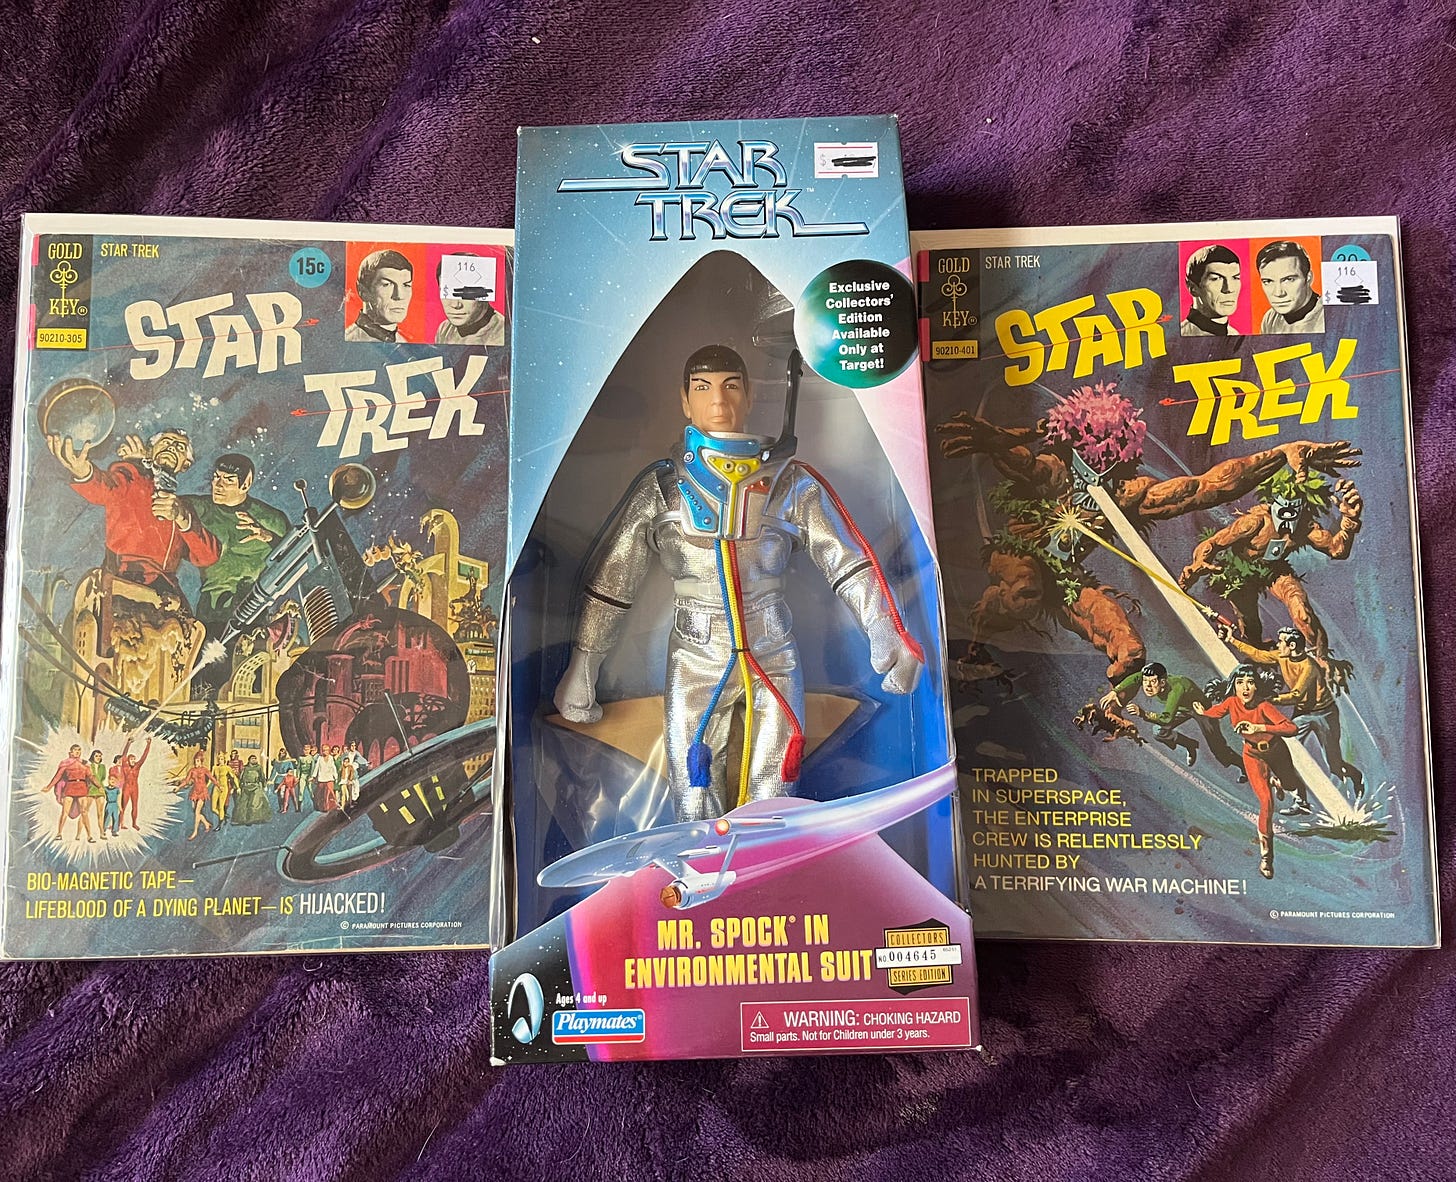 GOLD
KEY®
STAR TREK
15¢
116
$
90210-305
STAR
TREK
BIO-MAGNETIC TAPE—
LIFEBLOOD OF A DYING PLANET—IS HIJACKED!
© PARAMOUNT PICTURES CORPORATION
STAR
TREK™
$
Exclusive
Collectors'
Edition
Available
Only at
Target!
MR. SPOCK® IN
ENVIRONMENTAL SUIT
COLLECTORS
NO. 004645
SERIES EDITION
Ages 4 and up
Playmates®
WARNING: CHOKING HAZARD
Small parts. Not for Children under 3 years.
GOLD
KEY®
STAR TREK
116
$
90210-401
STAR
TREK
TRAPPED
IN SUPERSPACE,
THE ENTERPRISE
CREW IS RELENTLESSLY
HUNTED BY
A TERRIFYING WAR MACHINE!
© PARAMOUNT PICTURES CORPORATION